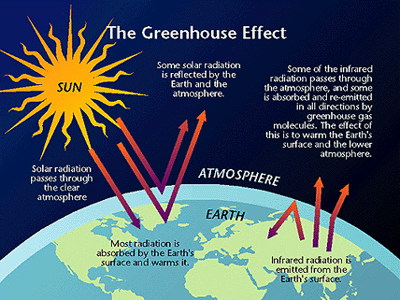 The Greenhouse Effect
SUN
Some solar radiation
is reflected by the
Earth and the
atmosphere.
Some of the infrared
radiation passes through
the atmosphere, and some
is absorbed and re-emitted
in all directions by
greenhouse gas
molecules. The effect of
this is to warm the Earth's
surface and the lower
atmosphere.
Solar radiation
passes through
the clear
atmosphere
ATMOSPHERE
EARTH
Most radiation is
absorbed by the Earth's
surface and warms it.
Infrared radiation is
emitted from the
Earth's surface.